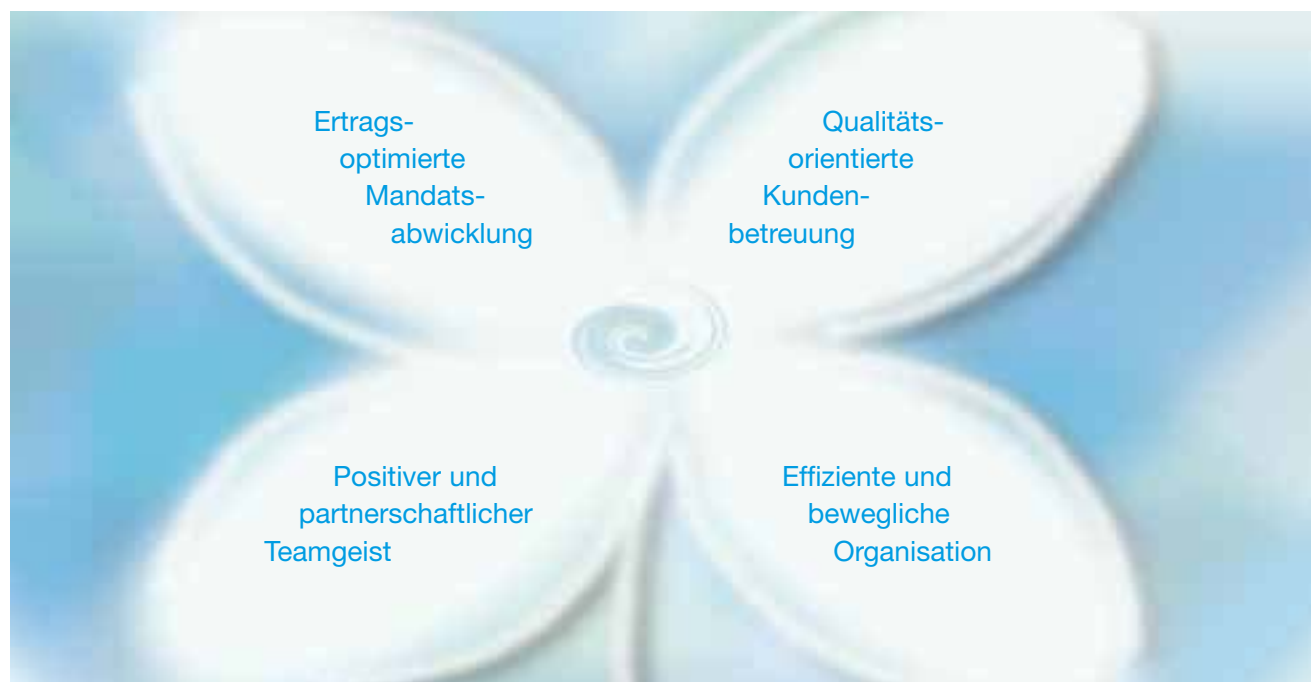 Ertrags-
optimierte
Mandats-
abwicklung
Qualitäts-
orientierte
Kunden-
betreuung
Positiver und
partnerschaftlicher
Teamgeist
Effiziente und
bewegliche
Organisation